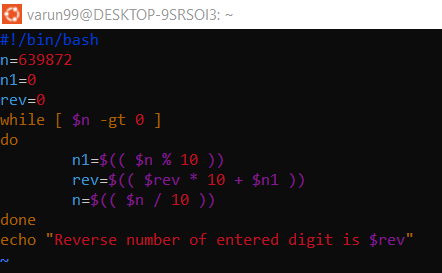 varun99@DESKTOP-9SRSOI3: ~
#!/bin/bash
n=639872
n1=0
rev=0
while [ $n -gt 0 ]
do
        n1=$(( $n % 10 ))
        rev=$(( $rev * 10 + $n1 ))
        n=$(( $n / 10 ))
done
echo "Reverse number of entered digit is $rev"
~